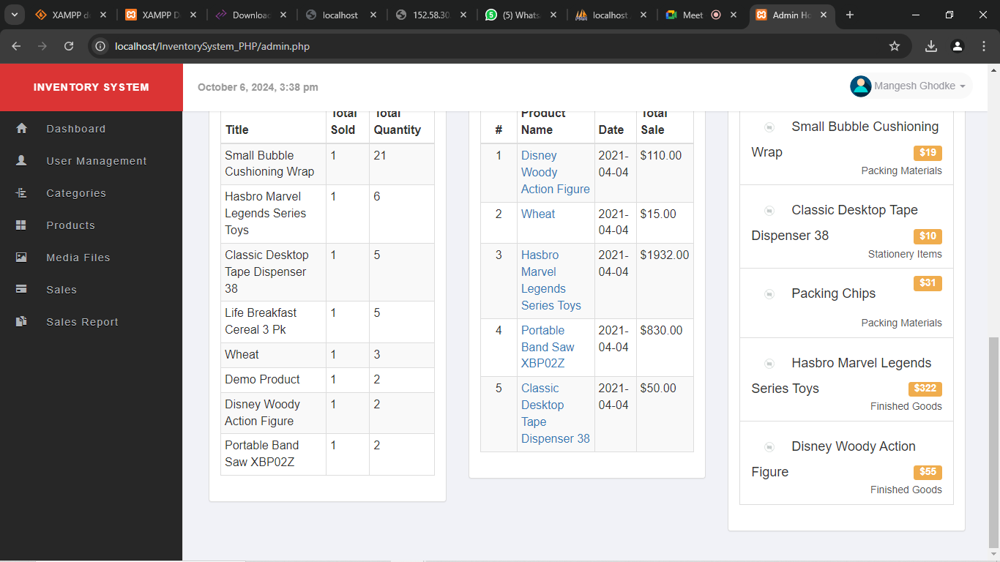 XAMPP d
XAMPP D
Downloac
localhost
152.58.30
(5) Whats
localhost
Meet
Admin Ho
localhost/InventorySystem_PHP/admin.php
INVENTORY SYSTEM
October 6, 2024, 3:38 pm
Mangesh Ghodke
Dashboard
User Management
Categories
Products
Media Files
Sales
Sales Report
Title
Total
Sold
Total
Quantity
Small Bubble
Cushioning Wrap
1
21
Hasbro Marvel
Legends Series
Toys
1
6
Classic Desktop
Tape Dispenser
38
1
5
Life Breakfast
Cereal 3 Pk
1
5
Wheat
1
3
Demo Product
1
2
Disney Woody
Action Figure
1
2
Portable Band
Saw XBP02Z
1
2
#
Product
Name
Date
Total
Sale
1
Disney
Woody
Action Figure
2021-
04-04
$110.00
2
Wheat
2021-
04-04
$15.00
3
Hasbro
Marvel
Legends
Series Toys
2021-
04-04
$1932.00
4
Portable
Band Saw
XBP02Z
2021-
04-04
$830.00
5
Classic
Desktop
Tape
Dispenser 38
2021-
04-04
$50.00
Small Bubble Cushioning
Wrap
$19
Packing Materials
Classic Desktop Tape
Dispenser 38
$10
Stationery Items
$31
Packing Chips
Packing Materials
Hasbro Marvel Legends
Series Toys
$322
Finished Goods
Disney Woody Action
Figure
$55
Finished Goods